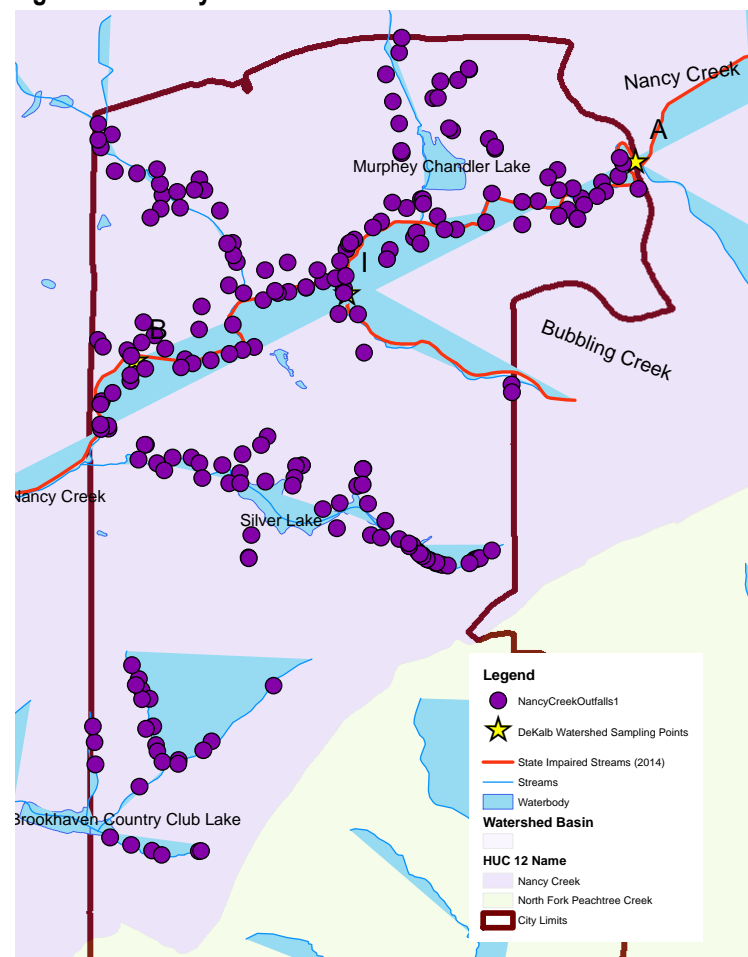 Nancy Creek
A
Murphey Chandler Lake
I
B
Bubbling Creek
Nancy Creek
Silver Lake
Brookhaven Country Club Lake
Legend
NancyCreekOutfalls1
DeKalb Watershed Sampling Points
State Impaired Streams (2014)
Streams
Waterbody
Watershed Basin
HUC 12 Name
Nancy Creek
North Fork Peachtree Creek
City Limits